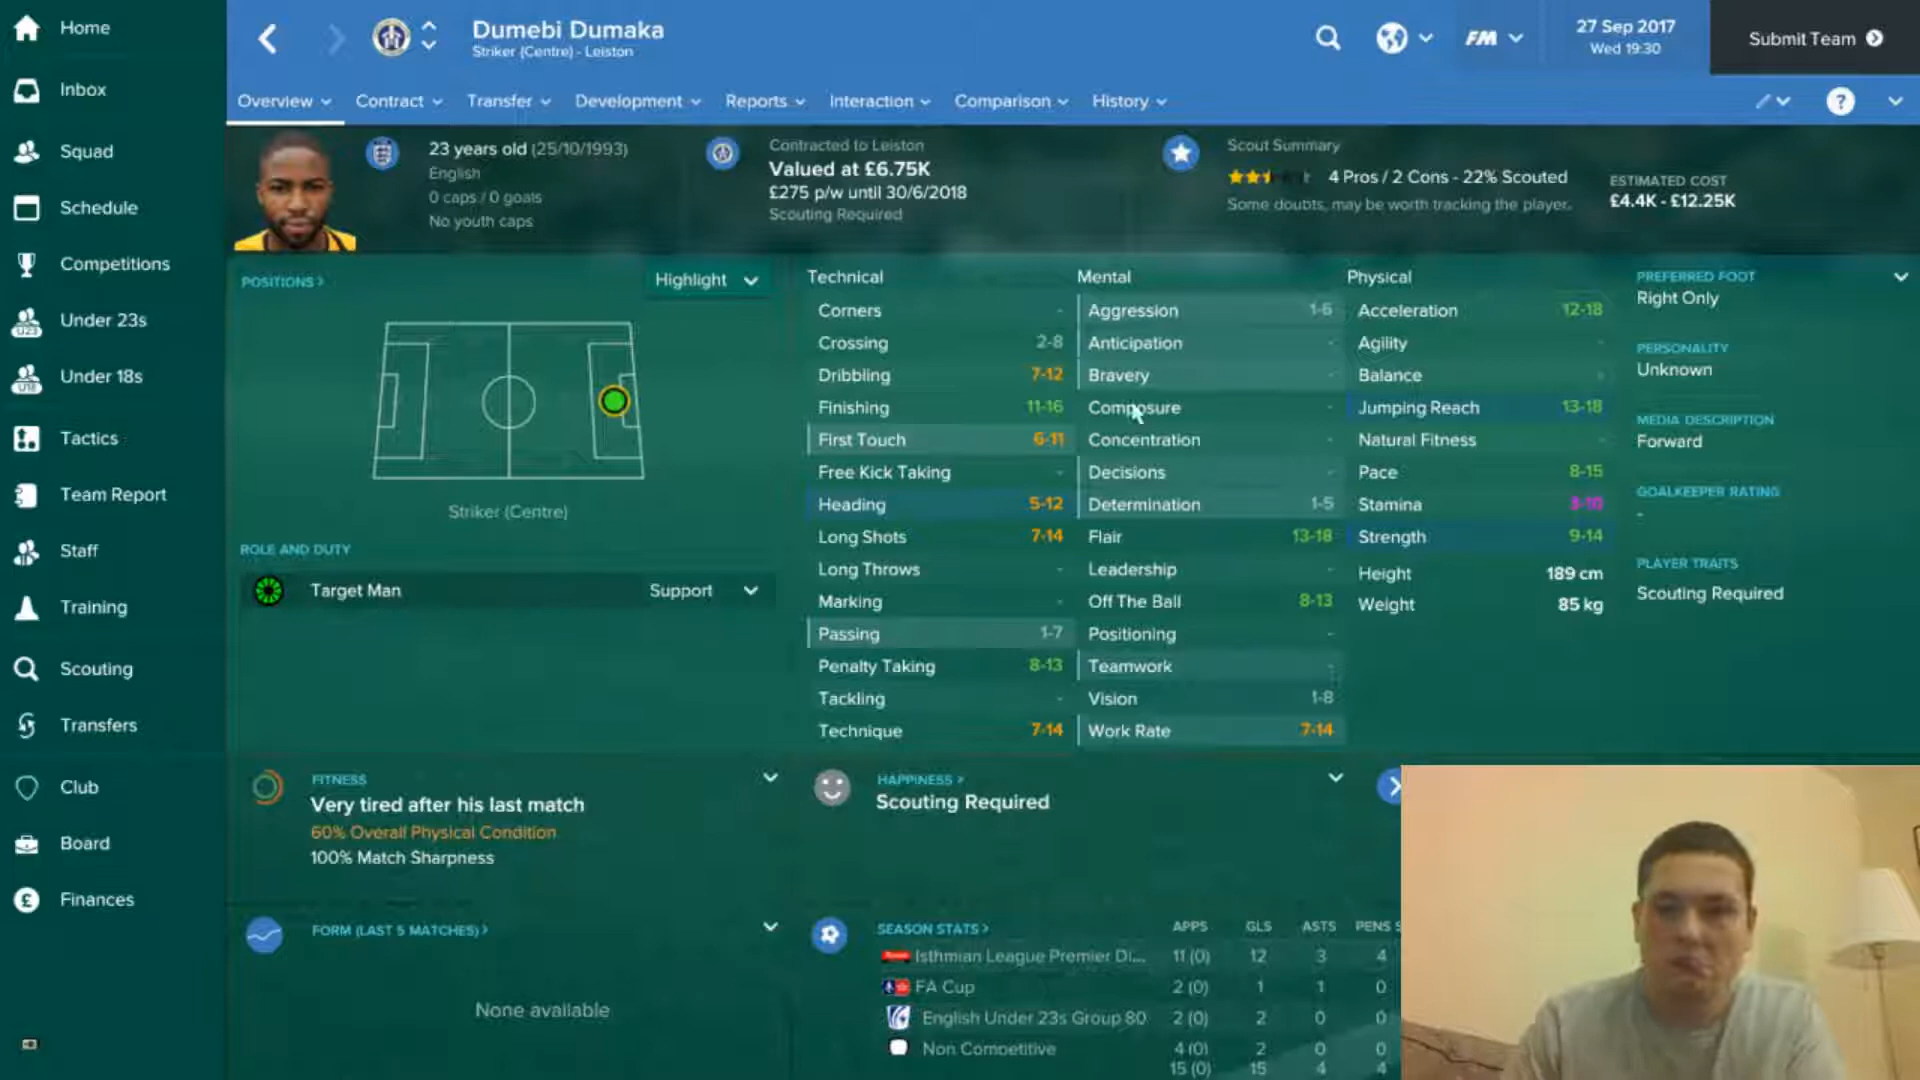 Home
Inbox
Squad
Schedule
Competitions
Under 23s
Under 18s
Tactics
Team Report
Staff
Training
Scouting
Transfers
Club
Board
Finances
Dumebi Dumaka
Striker (Centre) - Leiston
FM
27 Sep 2017
Wed 19:30
Submit Team
Overview Contract Transfer Development Reports Interaction Comparison History
?
23 years old (25/10/1993)
English
0 caps / 0 goals
No youth caps
Contracted to Leiston
Valued at £6.75K
£275 p/w until 30/6/2018
Scouting Required
Scout Summary
4 Pros / 2 Cons - 22% Scouted
Some doubts, may be worth tracking the player.
ESTIMATED COST
£4.4K - £12.25K
POSITIONS >
Highlight
Striker (Centre)
ROLE AND DUTY
Target Man Support
Technical
Corners -
Crossing 2-8
Dribbling 7-12
Finishing 11-16
First Touch 6-11
Free Kick Taking -
Heading 5-12
Long Shots 7-14
Long Throws -
Marking -
Passing 1-7
Penalty Taking 8-13
Tackling -
Technique 7-14
Mental
Aggression 1-6
Anticipation -
Bravery -
Composure -
Concentration -
Decisions -
Determination 1-5
Flair 13-18
Leadership -
Off The Ball 8-13
Positioning -
Teamwork -
Vision 1-8
Work Rate 7-14
Physical
Acceleration 12-18
Agility -
Balance -
Jumping Reach 13-18
Natural Fitness -
Pace 8-15
Stamina 3-10
Strength 9-14
Height 189 cm
Weight 85 kg
PREFERRED FOOT
Right Only
PERSONALITY
Unknown
MEDIA DESCRIPTION
Forward
GOALKEEPER RATING
-
PLAYER TRAITS
Scouting Required
FITNESS
Very tired after his last match
60% Overall Physical Condition
100% Match Sharpness
HAPPINESS >
Scouting Required
FORM (LAST 5 MATCHES) >
None available
SEASON STATS > APPS GLS ASTS PENS S
Isthmian League Premier Di... 11 (0) 12 3 4
FA Cup 2 (0) 1 1 0
English Under 23s Group 80 2 (0) 2 0 0
Non Competitive 4 (0) 2 0 0
15 (0) 15 4 4